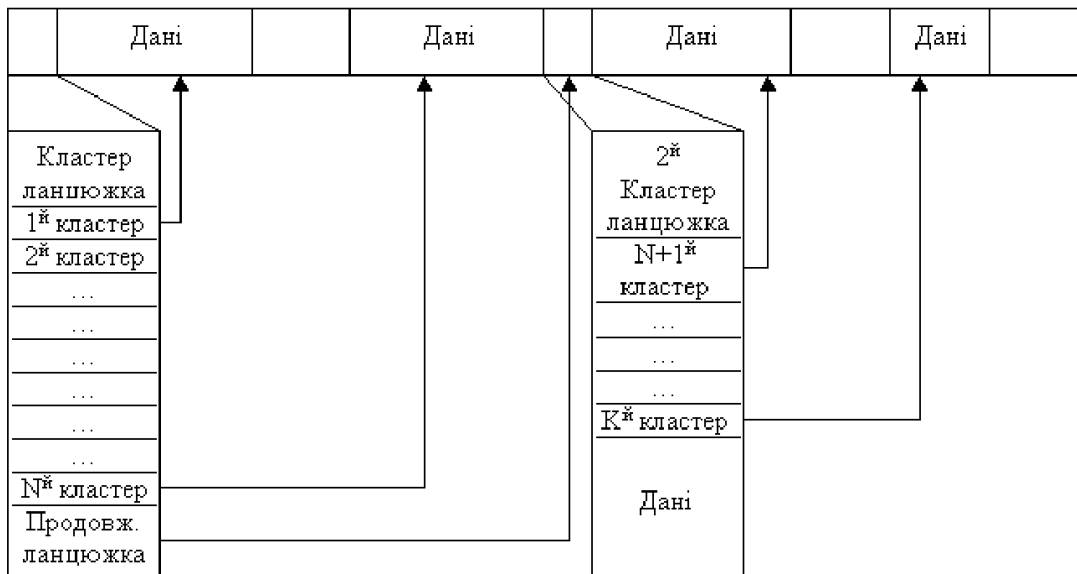 Дані
Дані
Дані
Дані
Кластер
ланцюжка
1й кластер
2й кластер
...
...
...
...
...
...
Nй кластер
Продовж.
ланцюжка
2й
Кластер
ланцюжка
N+1й
кластер
...
...
...
Кй кластер
Дані